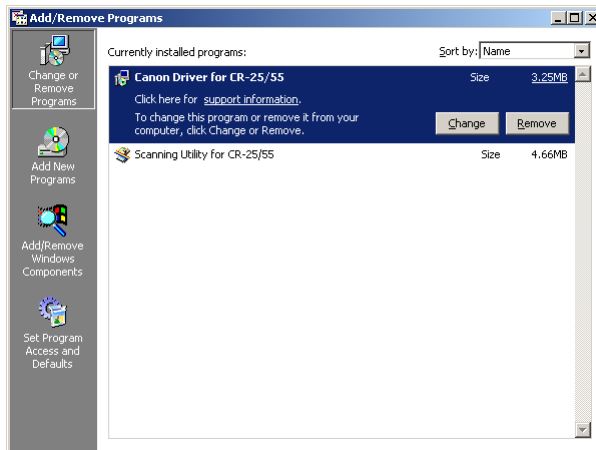 Add/Remove Programs
Change or
Remove
Programs
Add New
Programs
Add/Remove
Windows
Components
Set Program
Access and
Defaults
Currently installed programs:
Sort by: Name
Canon Driver for CR-25/55 Size 3.25MB
Click here for support information.
To change this program or remove it from your
computer, click Change or Remove.
Change Remove
Scanning Utility for CR-25/55 Size 4.66MB